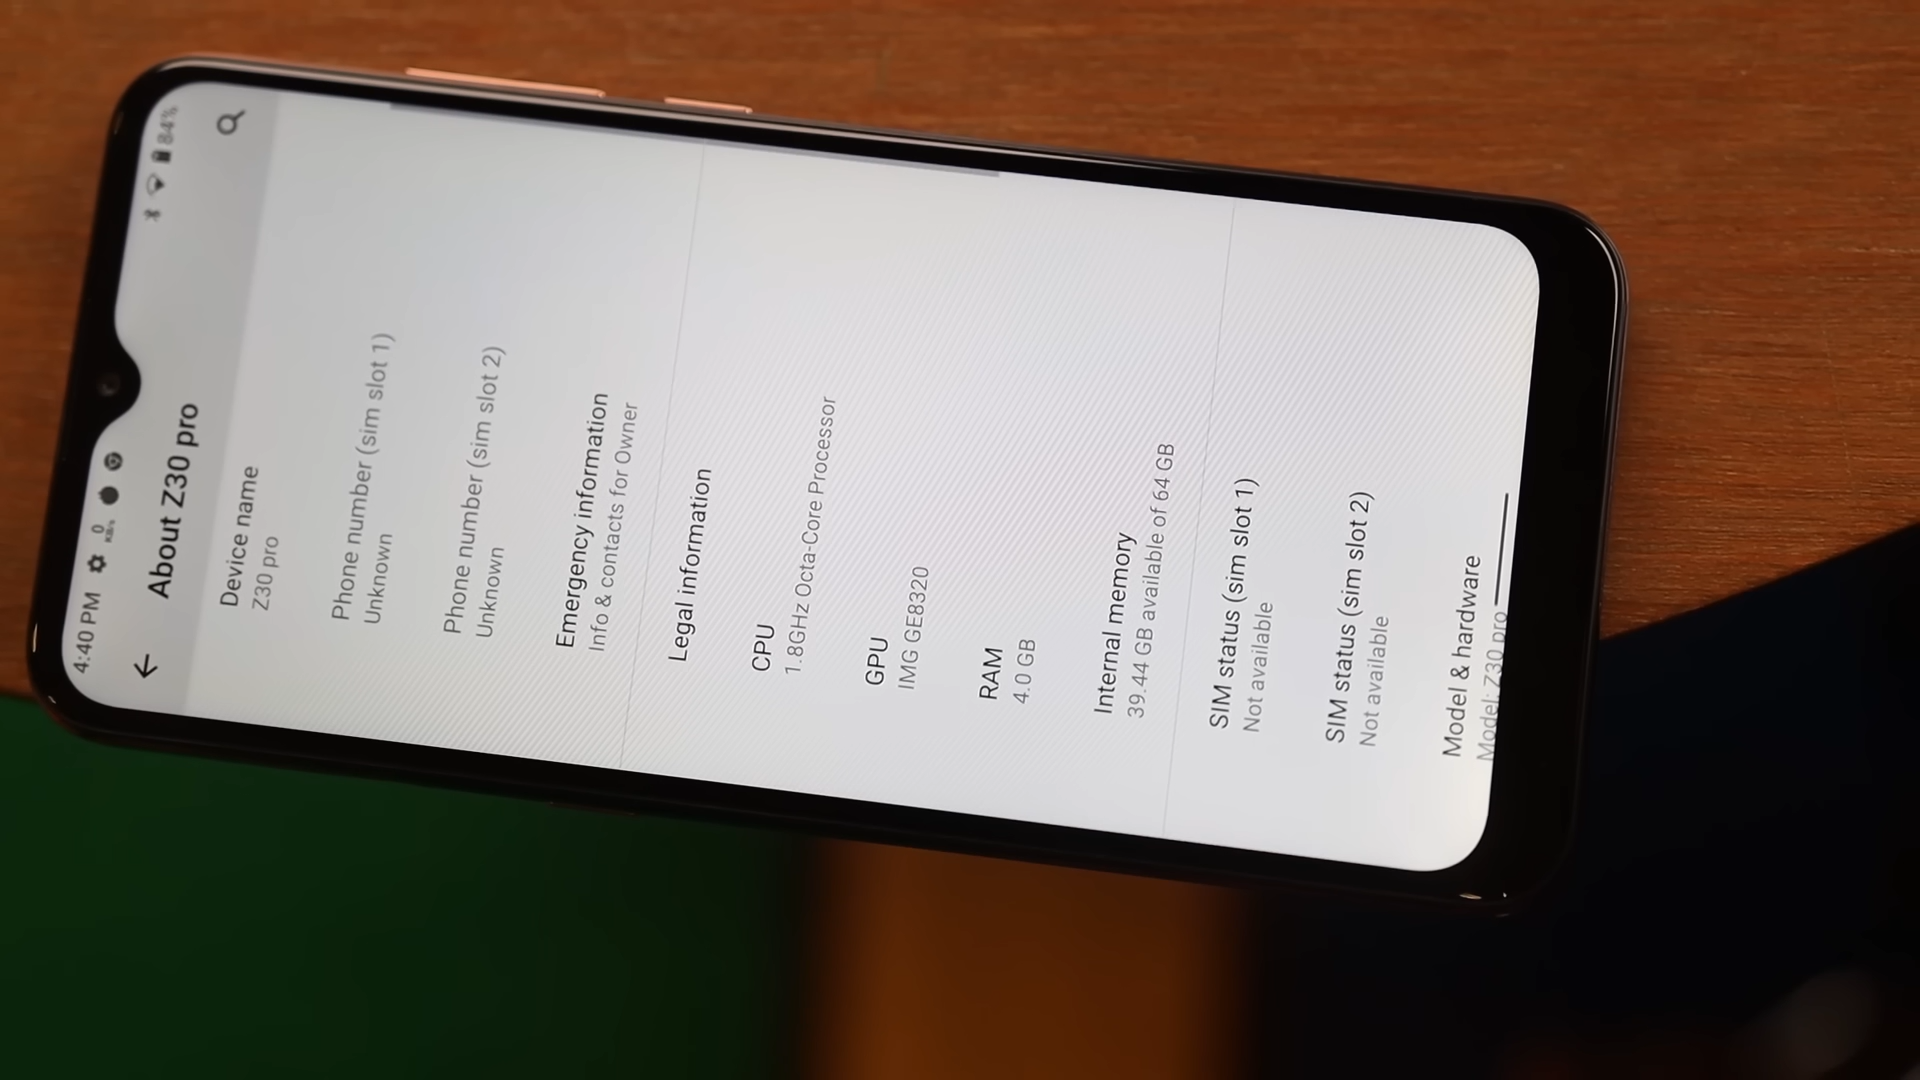 4:40 PM 0 KB/s 84%
About Z30 pro
Device name
Z30 pro
Phone number (sim slot 1)
Unknown
Phone number (sim slot 2)
Unknown
Emergency information
Info & contacts for Owner
Legal information
CPU
1.8GHz Octa-Core Processor
GPU
IMG GE8320
RAM
4.0 GB
Internal memory
39.44 GB available of 64 GB
SIM status (sim slot 1)
Not available
SIM status (sim slot 2)
Not available
Model & hardware
Model: Z30 pro